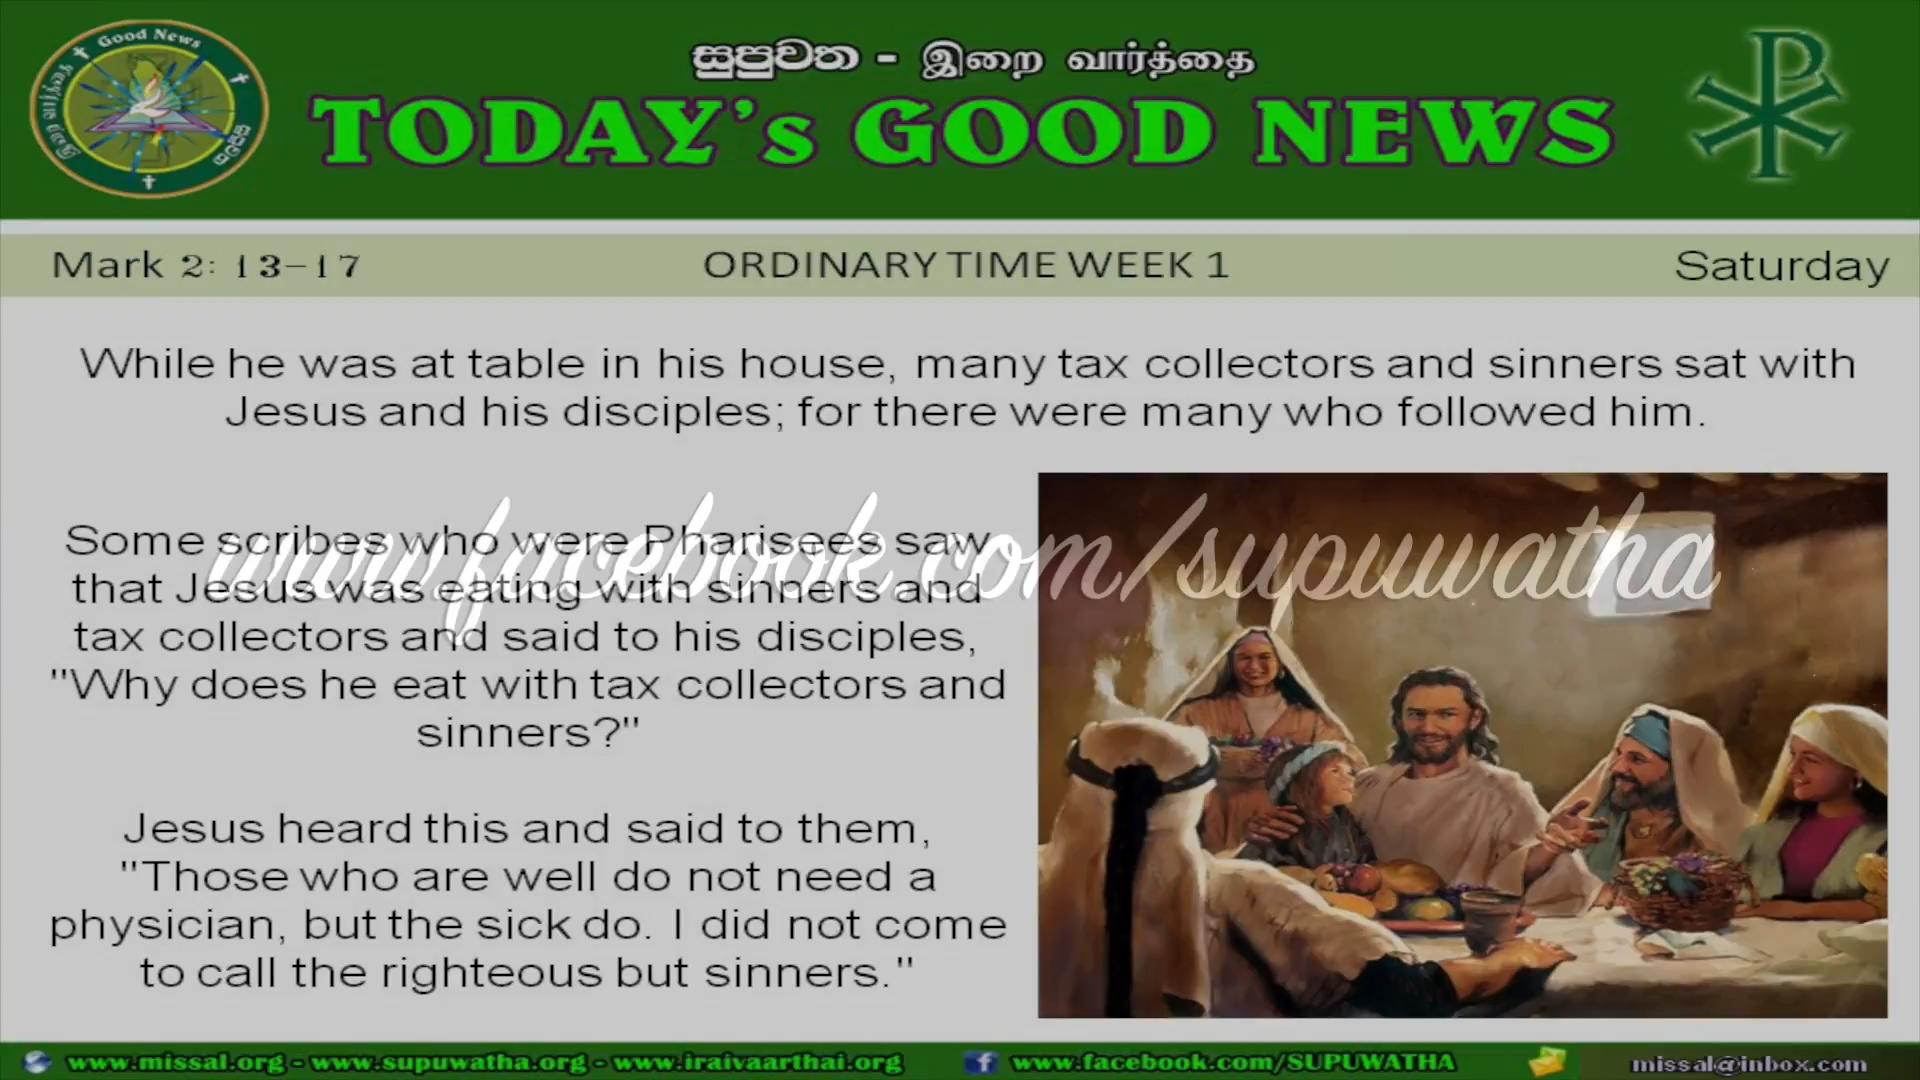 Good News
සුපුවත - இறை வார்த்தை
TODAY's GOOD NEWS
Mark 2: 13-17
ORDINARY TIME WEEK 1
Saturday
While he was at table in his house, many tax collectors and sinners sat with
Jesus and his disciples; for there were many who followed him.
www.facebook.com/supuwatha
Some scribes who were Pharisees saw
that Jesus was eating with sinners and
tax collectors and said to his disciples,
"Why does he eat with tax collectors and
sinners?"
Jesus heard this and said to them,
"Those who are well do not need a
physician, but the sick do. I did not come
to call the righteous but sinners."
www.missal.org - www.supuwatha.org - www.iraivaarthai.org
www.facebook.com/SUPUWATHA
missal@inbox.com